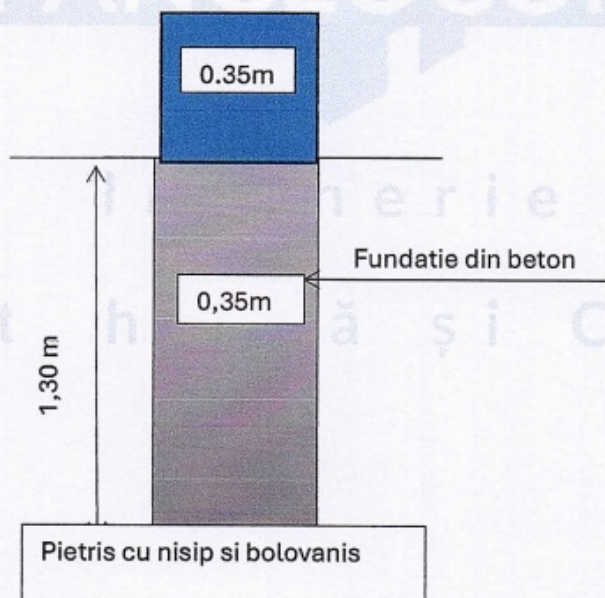 0.35m
Fundatie din beton
0,35m
1,30 m
Pietris cu nisip si bolovanis